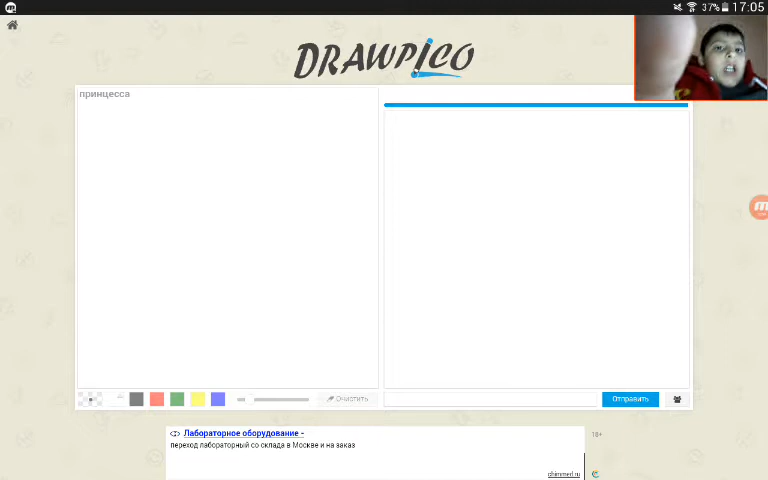 37% 17:05
DRAWPICO
принцесса
Очистить
Отправить
Лабораторное оборудование -
переход лабораторный со склада в Москве и на заказ
18+
chimmed.ru